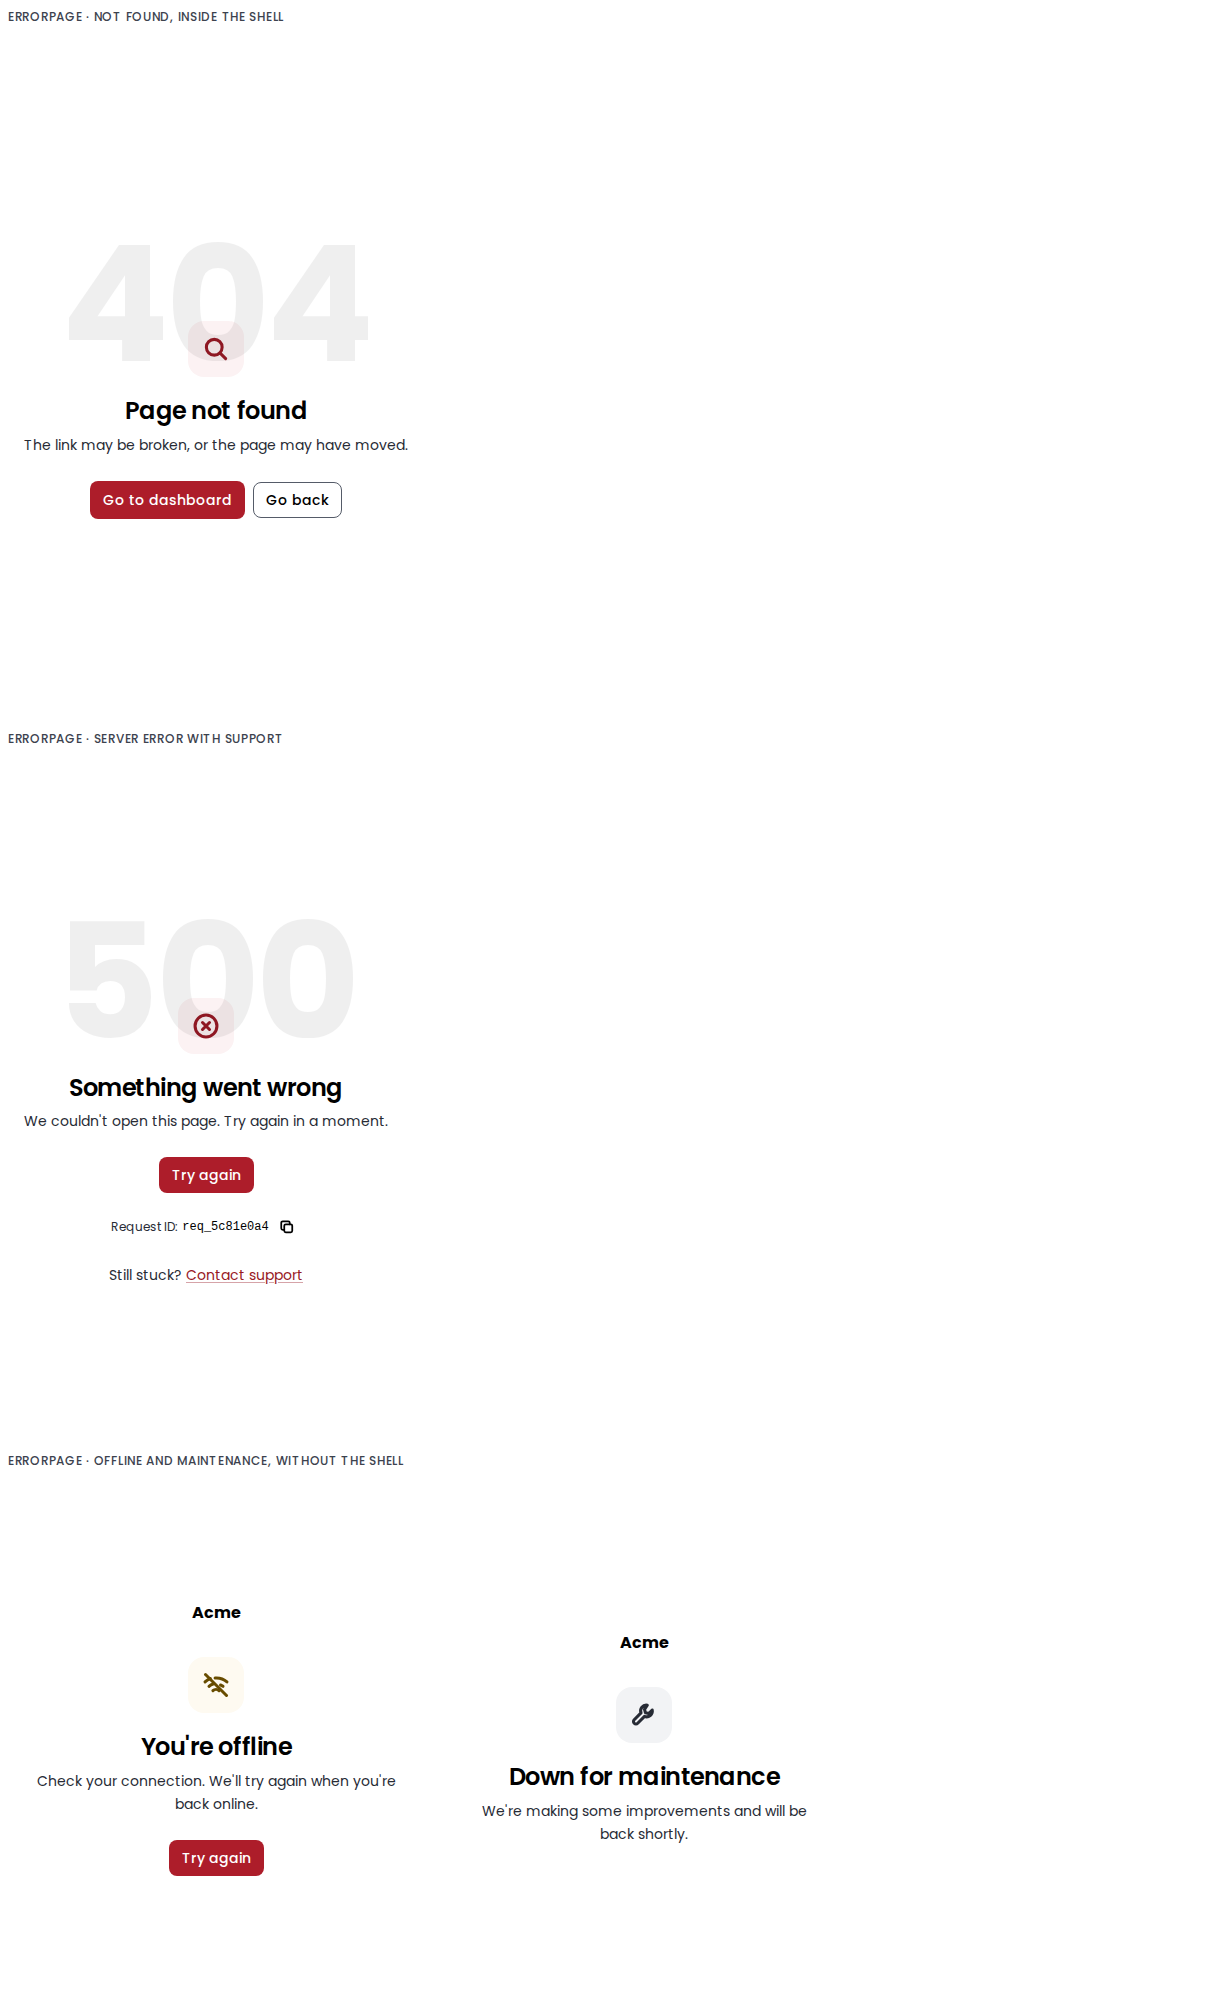 ERRORPAGE · NOT FOUND, INSIDE THE SHELL
404
Page not found
The link may be broken, or the page may have moved.
Go to dashboard
Go back
ERRORPAGE · SERVER ERROR WITH SUPPORT
500
Something went wrong
We couldn't open this page. Try again in a moment.
Try again
Request ID: req_5c81e0a4
Still stuck? Contact support
ERRORPAGE · OFFLINE AND MAINTENANCE, WITHOUT THE SHELL
Acme
You're offline
Check your connection. We'll try again when you're
back online.
Try again
Acme
Down for maintenance
We're making some improvements and will be
back shortly.